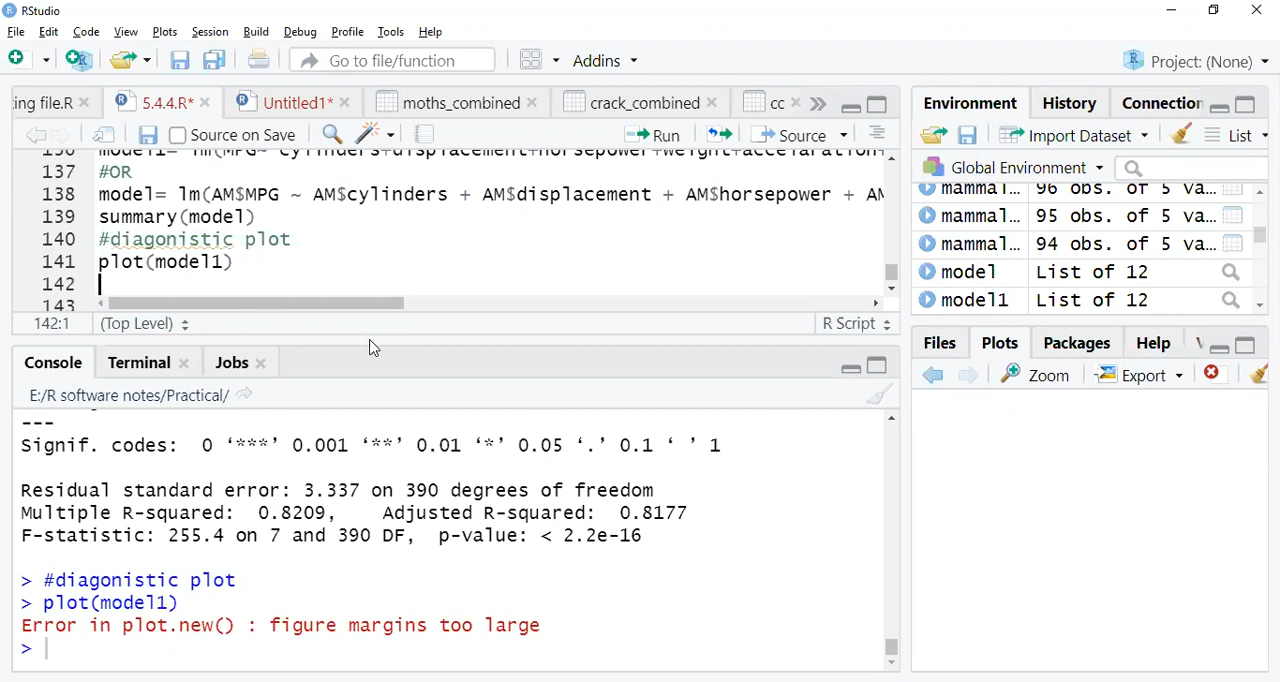 RStudio
File Edit Code View Plots Session Build Debug Profile Tools Help
Go to file/function Addins Project: (None)
ing file.R 5.4.4.R* Untitled1* moths_combined crack_combined cc
Source on Save Run Source
137 #OR
138 model= lm(AM$MPG ~ AM$cylinders + AM$displacement + AM$horsepower +
139 summary(model)
140 #diagonistic plot
141 plot(model1)
142
143
142:1 (Top Level) R Script
Console Terminal Jobs
E:/R software notes/Practical/
---
Signif. codes: 0 ‘***’ 0.001 ‘**’ 0.01 ‘*’ 0.05 ‘.’ 0.1 ‘ ’ 1
Residual standard error: 3.337 on 390 degrees of freedom
Multiple R-squared: 0.8209, Adjusted R-squared: 0.8177
F-statistic: 255.4 on 7 and 390 DF, p-value: < 2.2e-16
> #diagonistic plot
> plot(model1)
Error in plot.new() : figure margins too large
>
Environment History Connection
Import Dataset List
Global Environment
mammal... 96 obs. of 5 va...
mammal... 95 obs. of 5 va...
mammal... 94 obs. of 5 va...
model List of 12
model1 List of 12
Files Plots Packages Help
Zoom Export